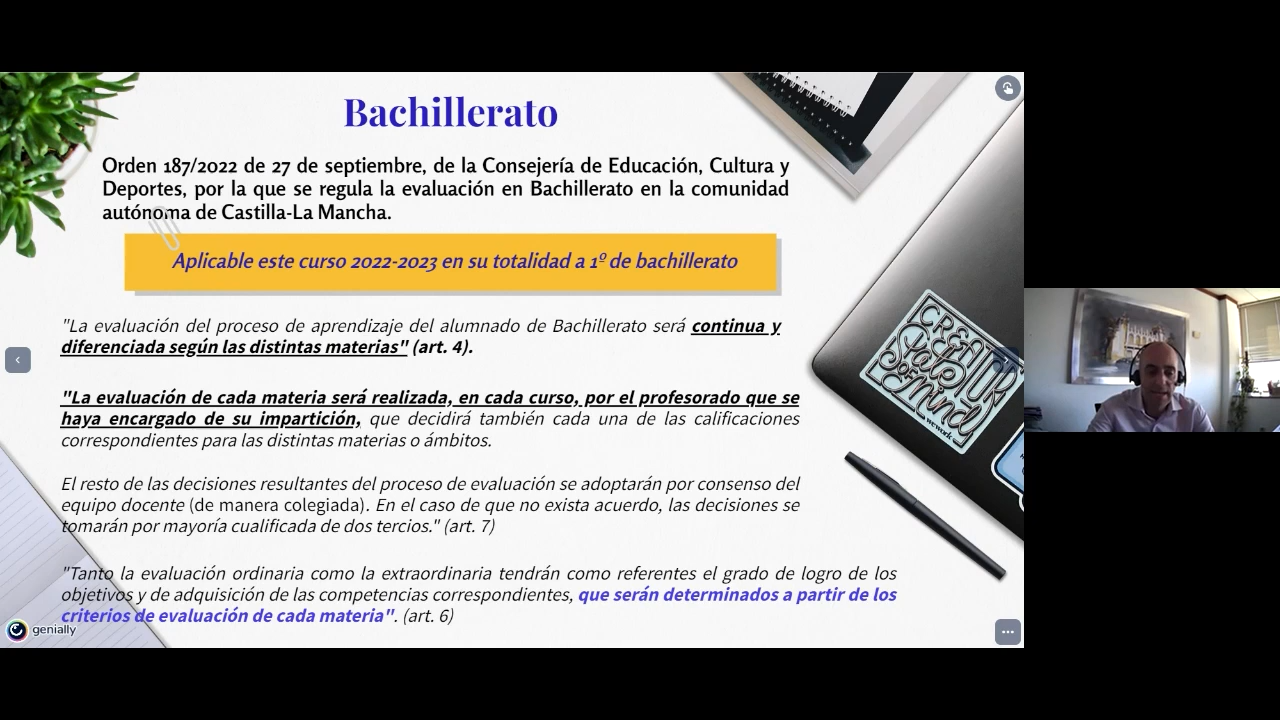 Bachillerato
Orden 187/2022 de 27 de septiembre, de la Consejería de Educación, Cultura y
Deportes, por la que se regula la evaluación en Bachillerato en la comunidad
autónoma de Castilla-La Mancha.
Aplicable este curso 2022-2023 en su totalidad a 1º de bachillerato
"La evaluación del proceso de aprendizaje del alumnado de Bachillerato será continua y
diferenciada según las distintas materias" (art. 4).
"La evaluación de cada materia será realizada, en cada curso, por el profesorado que se
haya encargado de su impartición, que decidirá también cada una de las calificaciones
correspondientes para las distintas materias o ámbitos.
El resto de las decisiones resultantes del proceso de evaluación se adoptarán por consenso del
equipo docente (de manera colegiada). En el caso de que no exista acuerdo, las decisiones se
tomarán por mayoría cualificada de dos tercios." (art. 7)
"Tanto la evaluación ordinaria como la extraordinaria tendrán como referentes el grado de logro de los
objetivos y de adquisición de las competencias correspondientes, que serán determinados a partir de los
criterios de evaluación de cada materia". (art. 6)
genially
State
of Mind
wework